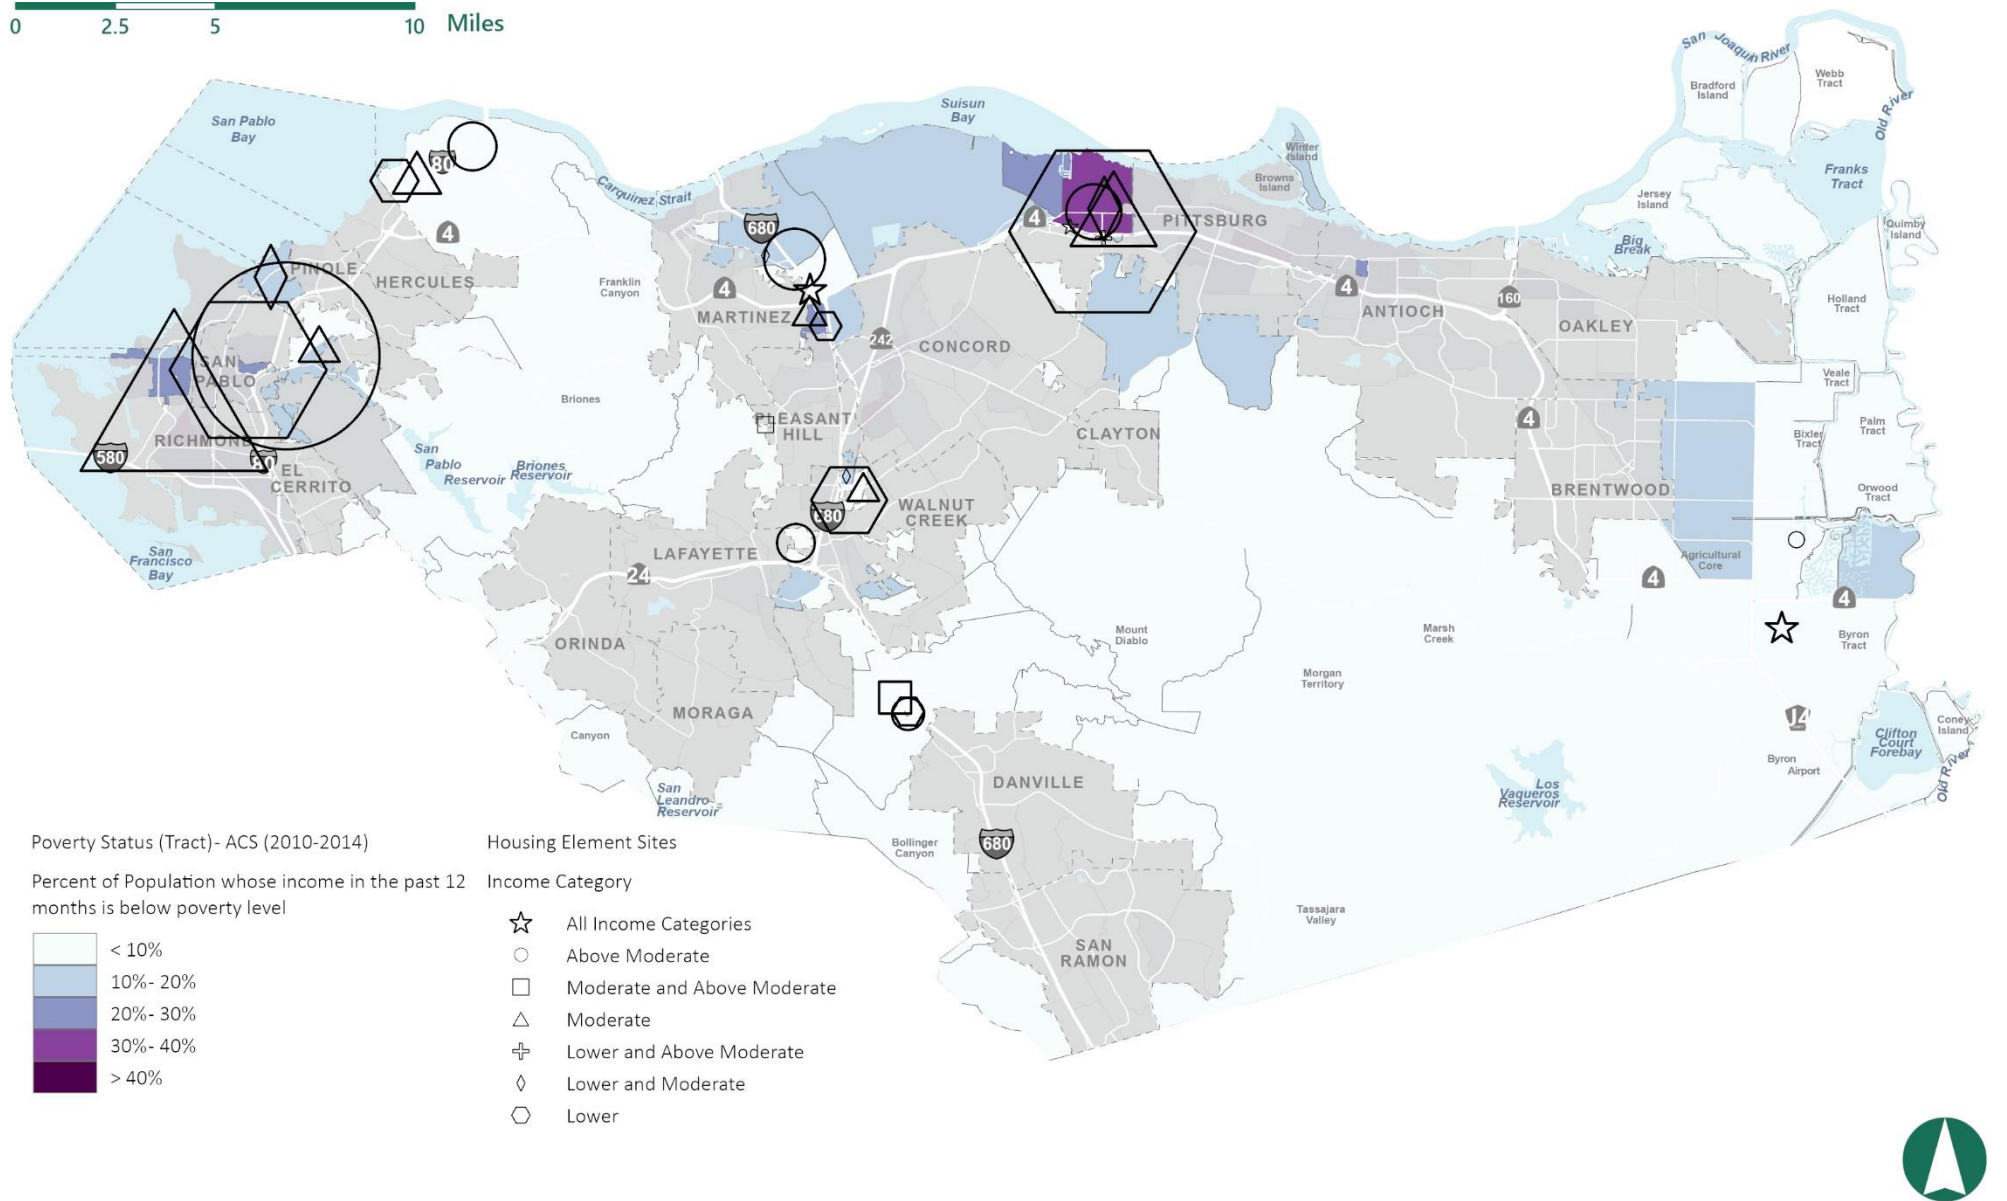 0 2.5 5 10 Miles
San Joaquin River
Webb
Tract
Bradford
Island
Old River
Suisun
Bay
San Pablo
Bay
80
Winter
Island
Franks
Tract
Carquinez Strait
Browns
Island
Jersey
Island
4
PITTSBURG
680
4
Quimby
Island
Big
Break
PINOLE
HERCULES
Franklin
Canyon
4
MARTINEZ
4
ANTIOCH
160
OAKLEY
Holland
Tract
242
CONCORD
SAN
PABLO
Briones
Veale
Tract
PLEASANT
HILL
CLAYTON
4
Palm
Tract
Bixler
Tract
RICHMOND
580
80
EL
CERRITO
San
Pablo
Reservoir
Briones
Reservoir
BRENTWOOD
Orwood
Tract
WALNUT
CREEK
680
San
Francisco
Bay
LAFAYETTE
24
Agricultural
Core
4
4
ORINDA
Mount
Diablo
Marsh
Creek
Byron
Tract
Morgan
Territory
MORAGA
Canyon
J4
Coney
Island
Clifton
Court
Forebay
Byron
Airport
Old River
DANVILLE
San
Leandro
Reservoir
Los
Vaqueros
Reservoir
Bollinger
Canyon
680
Tassajara
Valley
SAN
RAMON
Poverty Status (Tract)- ACS (2010-2014)
Percent of Population whose income in the past 12
months is below poverty level
< 10%
10%- 20%
20%- 30%
30%- 40%
> 40%
Housing Element Sites
Income Category
All Income Categories
Above Moderate
Moderate and Above Moderate
Moderate
Lower and Above Moderate
Lower and Moderate
Lower